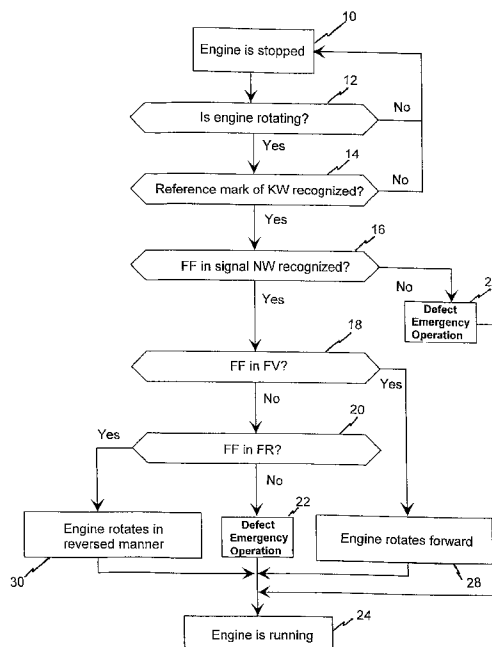 10
Engine is stopped
12
Is engine rotating?
No
Yes
14
Reference mark of KW recognized?
No
Yes
16
FF in signal NW recognized?
No
Yes
Defect
Emergency
Operation
18
FF in FV?
Yes
No
20
FF in FR?
Yes
No
22
Defect
Emergency
Operation
Engine rotates in
reversed manner
30
Engine rotates forward
28
24
Engine is running